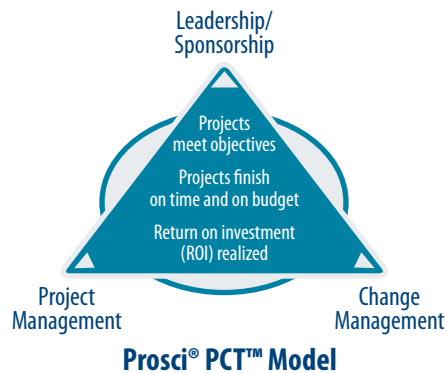 Leadership/
Sponsorship
Projects
meet objectives
Projects finish
on time and on budget
Return on investment
(ROI) realized
Project
Management
Change
Management
Prosci® PCT™ Model